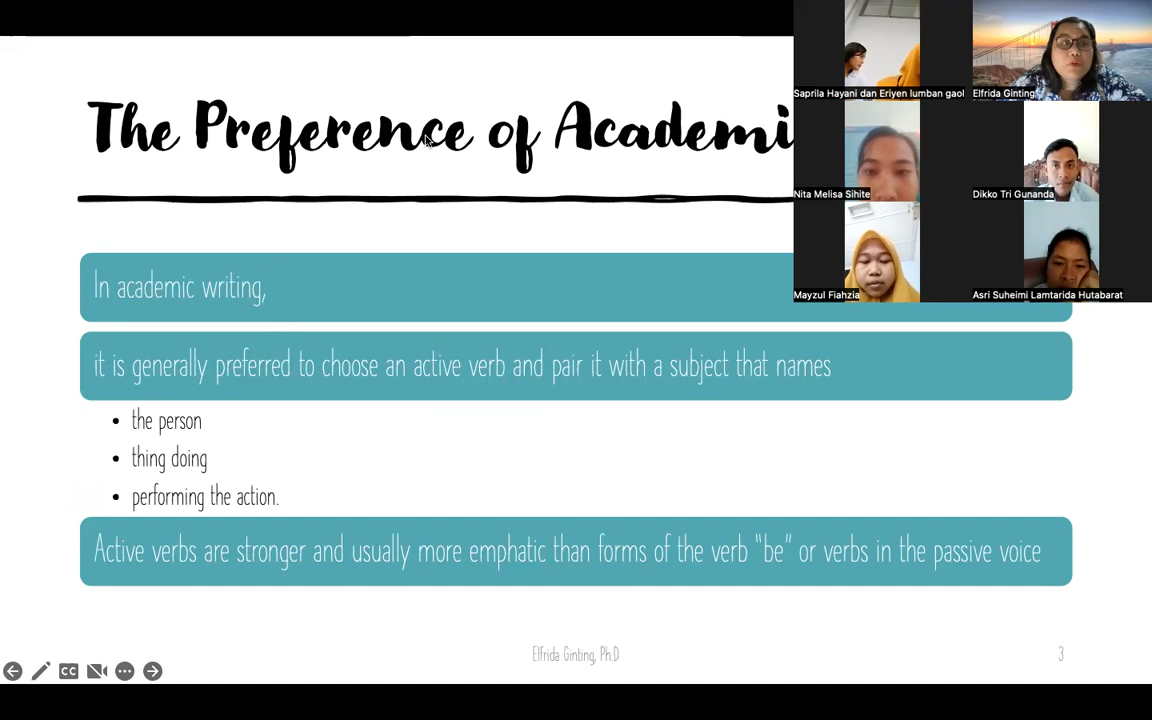 The Preference of Academi
Saprila Hayani dan Eriyen lumban gaol
Elfrida Ginting
Nita Melisa Sihite
Dikko Tri Gunanda
Mayzul Fiahzia
Asri Suheimi Lamtarida Hutabarat
In academic writing,
it is generally preferred to choose an active verb and pair it with a subject that names
• the person
• thing doing
• performing the action.
Active verbs are stronger and usually more emphatic than forms of the verb "be" or verbs in the passive voice
Elfrida Ginting, Ph.D
3
CC